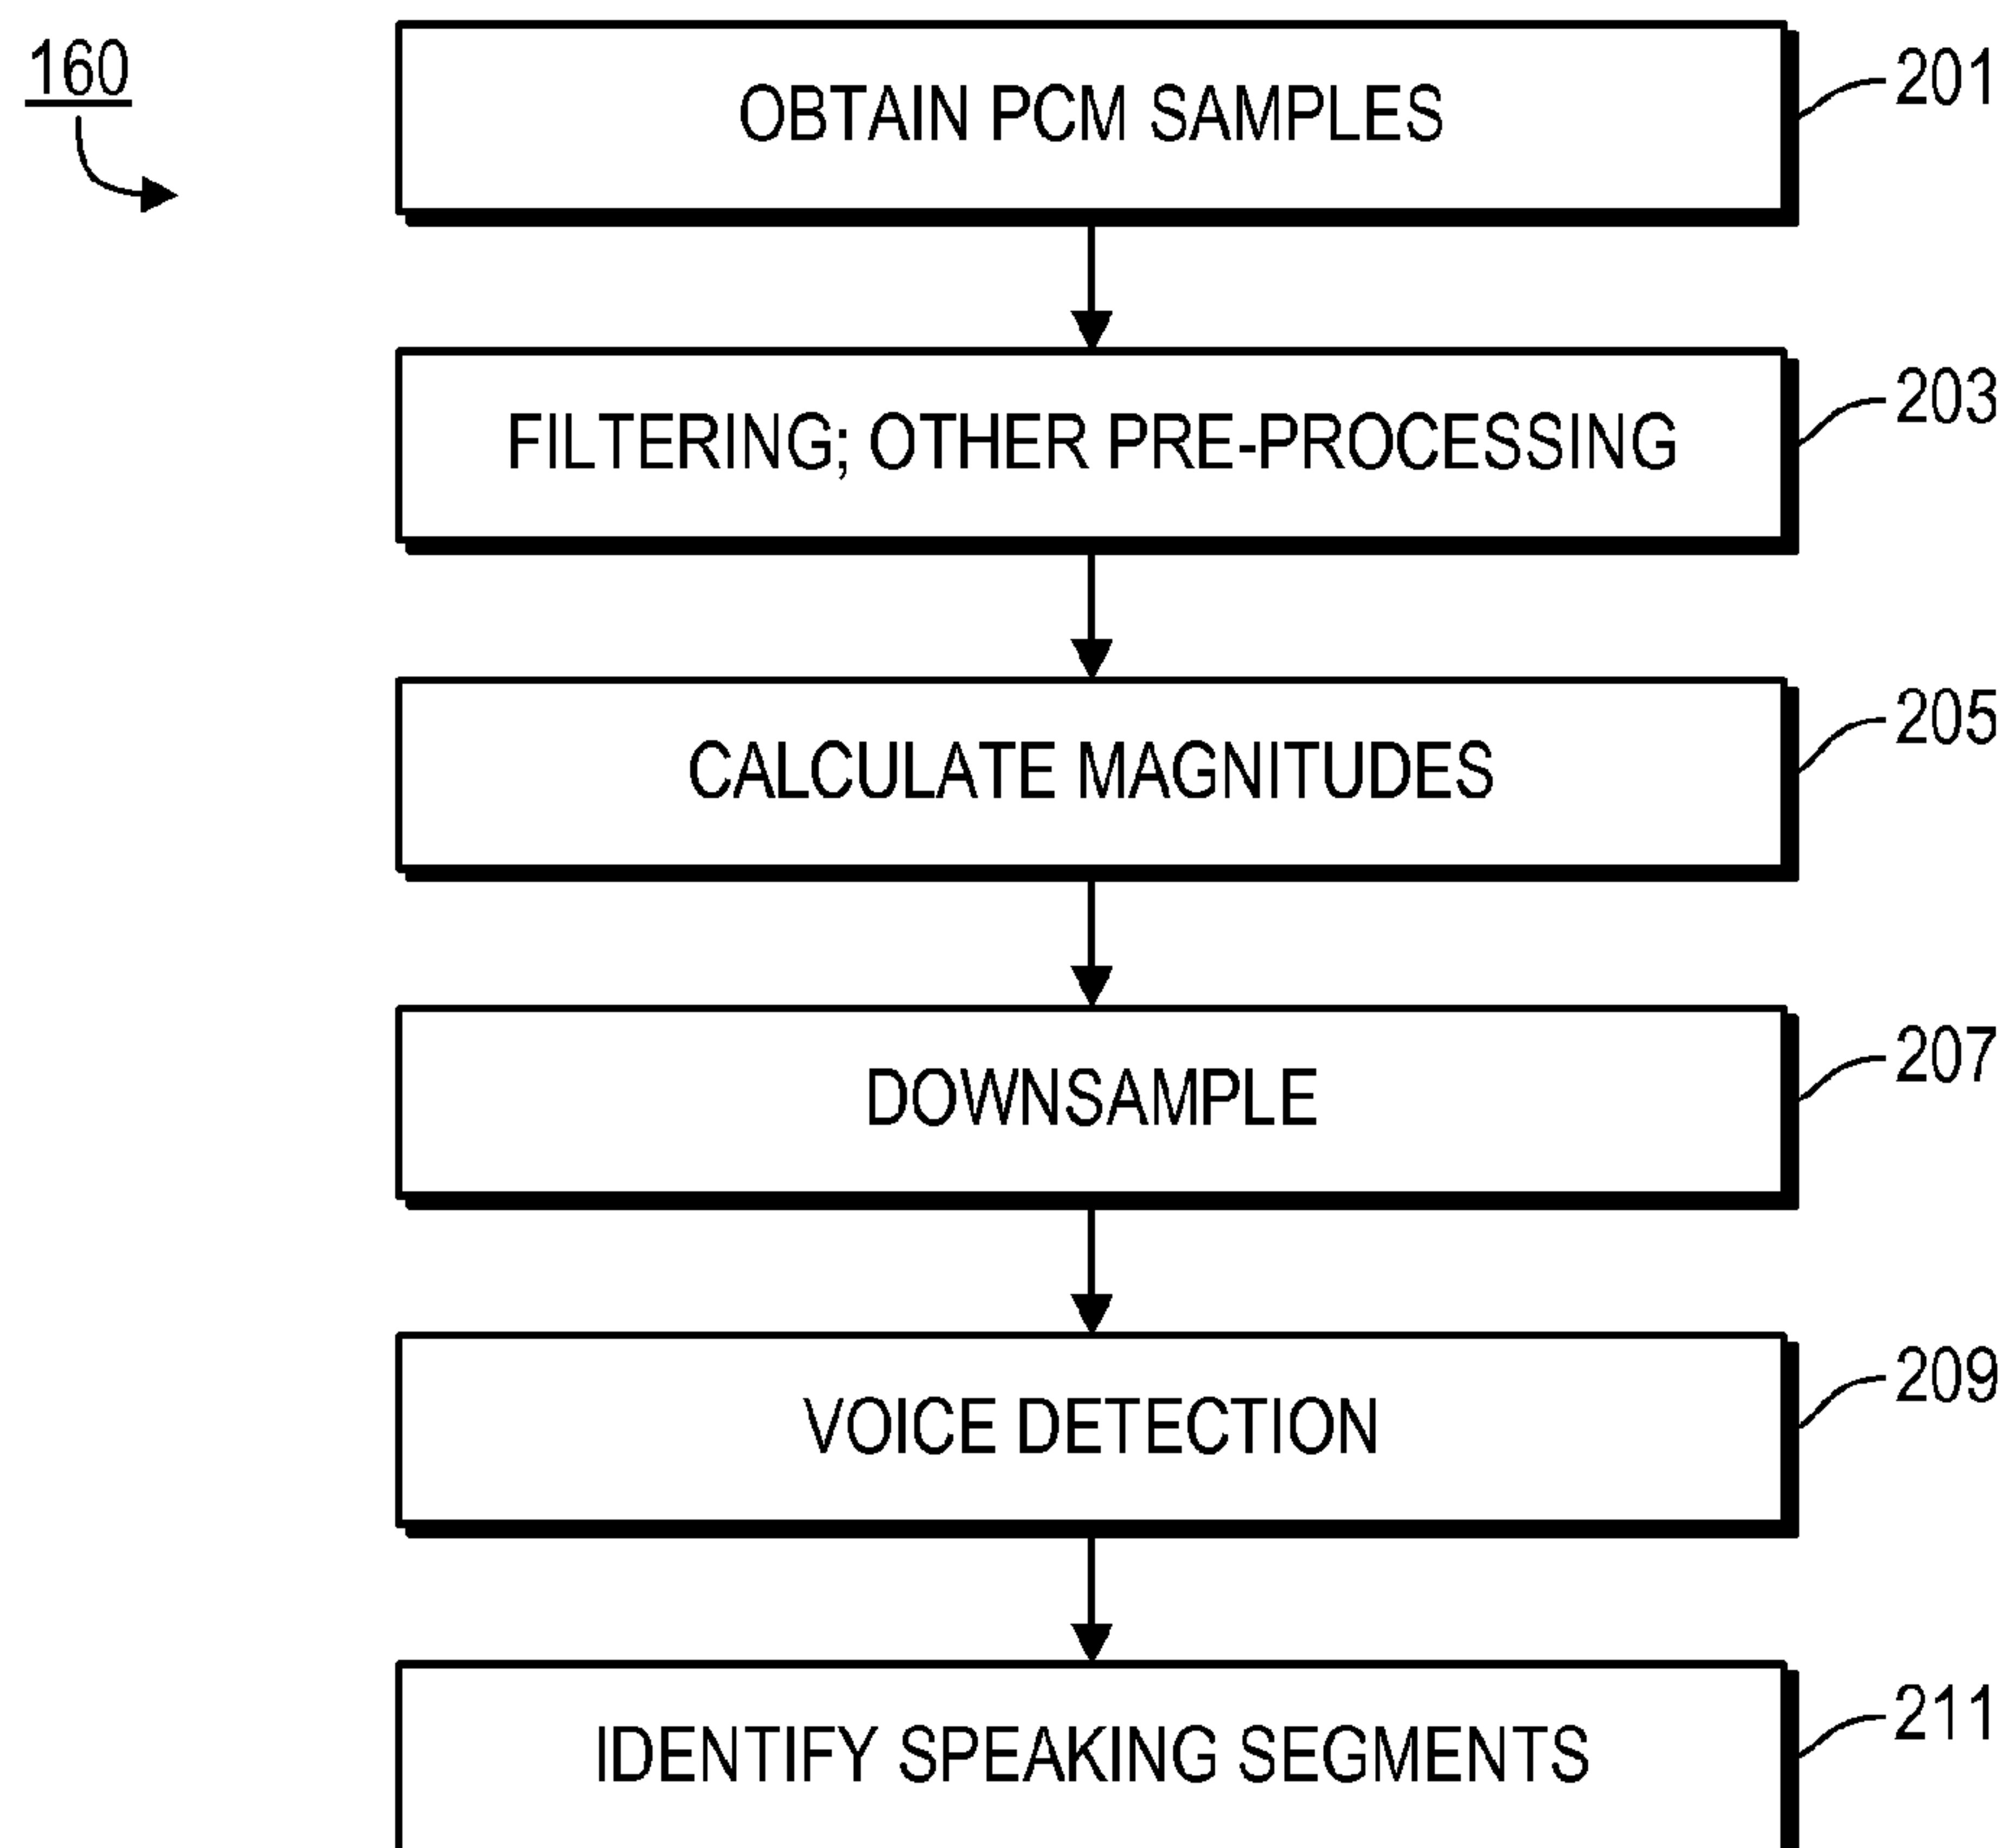 160
OBTAIN PCM SAMPLES
201
FILTERING; OTHER PRE-PROCESSING
203
CALCULATE MAGNITUDES
205
DOWNSAMPLE
207
VOICE DETECTION
209
IDENTIFY SPEAKING SEGMENTS
211